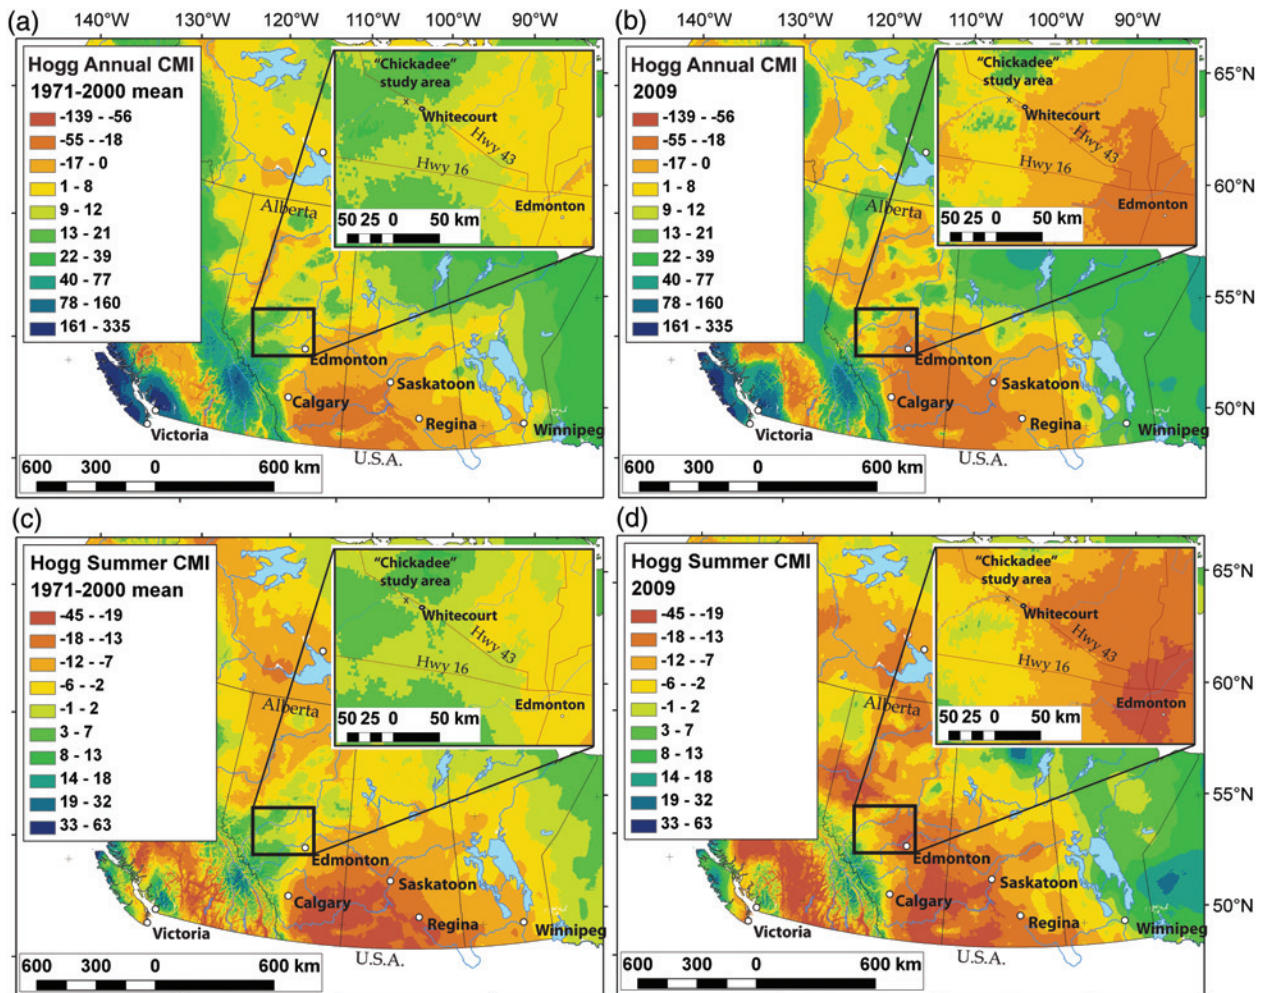 (a)
140°W 130°W 120°W 110°W 100°W 90°W
Hogg Annual CMI
1971-2000 mean
-139 - -56
-55 - -18
-17 - 0
1 - 8
9 - 12
13 - 21
22 - 39
40 - 77
78 - 160
161 - 335
"Chickadee"
study area
Whitecourt
Hwy 43
Hwy 16
Edmonton
50 25 0 50 km
Alberta
Edmonton
Saskatoon
Calgary
Regina
Winnipeg
Victoria
U.S.A.
600 300 0 600 km
(b)
140°W 130°W 120°W 110°W 100°W 90°W
Hogg Annual CMI
2009
-139 - -56
-55 - -18
-17 - 0
1 - 8
9 - 12
13 - 21
22 - 39
40 - 77
78 - 160
161 - 335
"Chickadee"
study area
Whitecourt
Hwy 43
Hwy 16
Edmonton
50 25 0 50 km
Alberta
Edmonton
Saskatoon
Calgary
Regina
Winnipeg
Victoria
U.S.A.
600 300 0 600 km
65°N
60°N
55°N
50°N
(c)
Hogg Summer CMI
1971-2000 mean
-45 - -19
-18 - -13
-12 - -7
-6 - -2
-1 - 2
3 - 7
8 - 13
14 - 18
19 - 32
33 - 63
"Chickadee"
study area
Whitecourt
Hwy 43
Hwy 16
Edmonton
50 25 0 50 km
Alberta
Edmonton
Saskatoon
Calgary
Regina
Winnipeg
Victoria
U.S.A.
600 300 0 600 km
(d)
Hogg Summer CMI
2009
-45 - -19
-18 - -13
-12 - -7
-6 - -2
-1 - 2
3 - 7
8 - 13
14 - 18
19 - 32
33 - 63
"Chickadee"
study area
Whitecourt
Hwy 43
Hwy 16
Edmonton
50 25 0 50 km
Alberta
Edmonton
Saskatoon
Calgary
Regina
Winnipeg
Victoria
U.S.A.
600 300 0 600 km
65°N
60°N
55°N
50°N